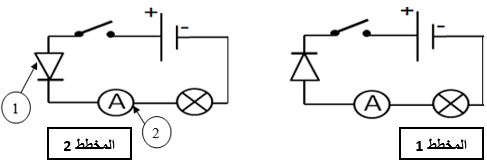 + -
A
1
2
المخطط 2
+ -
A
المخطط 1